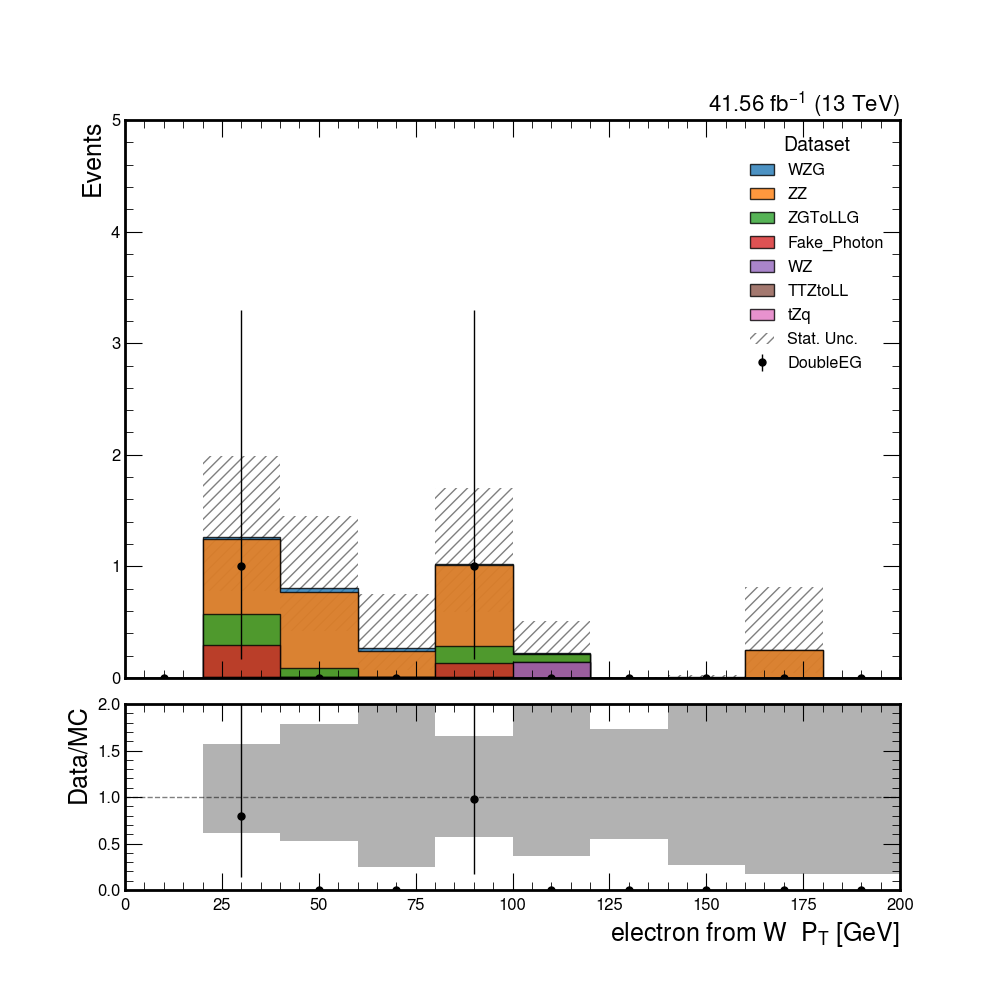 41.56 fb⁻¹ (13 TeV)
Events
5
4
3
2
1
0
Dataset
WZG
ZZ
ZGToLLG
Fake_Photon
WZ
TTZtoLL
tZq
Stat. Unc.
DoubleEG
Data/MC
2.0
1.5
1.0
0.5
0.0
0 25 50 75 100 125 150 175 200
electron from W P_T [GeV]